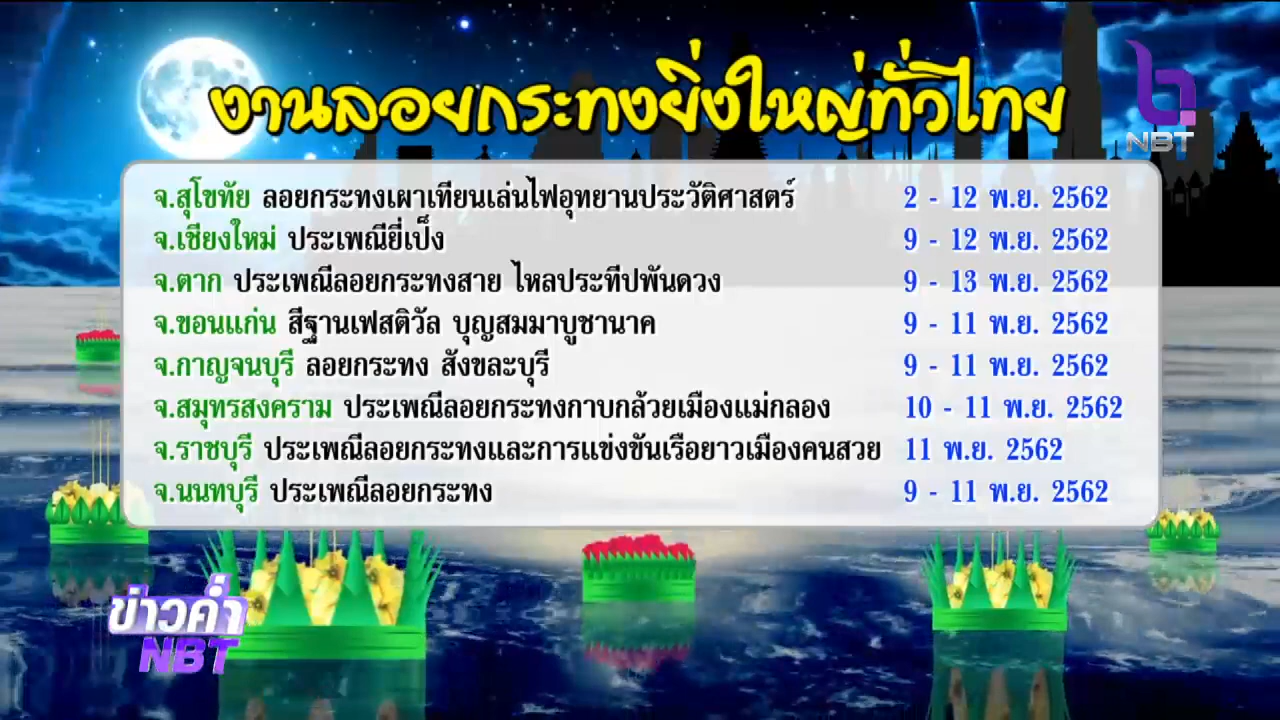 งานลอยกระทงยิ่งใหญ่ทั่วไทย
NBT
จ.สุโขทัย ลอยกระทงเผาเทียนเล่นไฟอุทยานประวัติศาสตร์ 2 - 12 พ.ย. 2562
จ.เชียงใหม่ ประเพณียี่เป็ง 9 - 12 พ.ย. 2562
จ.ตาก ประเพณีลอยกระทงสาย ไหลประทีปพันดวง 9 - 13 พ.ย. 2562
จ.ขอนแก่น สีฐานเฟสติวัล บุญสมมาบูชานาค 9 - 11 พ.ย. 2562
จ.กาญจนบุรี ลอยกระทง สังขละบุรี 9 - 11 พ.ย. 2562
จ.สมุทรสงคราม ประเพณีลอยกระทงกาบกล้วยเมืองแม่กลอง 10 - 11 พ.ย. 2562
จ.ราชบุรี ประเพณีลอยกระทงและการแข่งขันเรือยาวเมืองคนสวย 11 พ.ย. 2562
จ.นนทบุรี ประเพณีลอยกระทง 9 - 11 พ.ย. 2562
ข่าวค่ำ
NBT